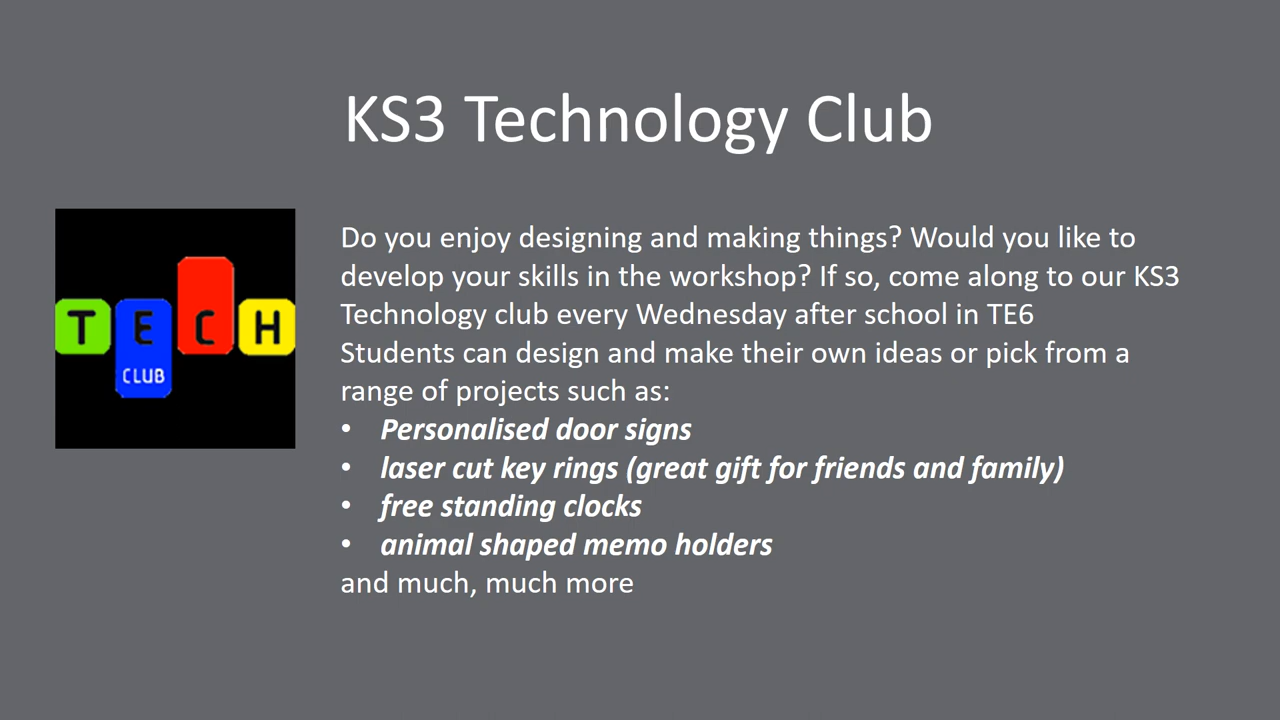 KS3 Technology Club
TECH
CLUB
Do you enjoy designing and making things? Would you like to
develop your skills in the workshop? If so, come along to our KS3
Technology club every Wednesday after school in TE6
Students can design and make their own ideas or pick from a
range of projects such as:
• Personalised door signs
• laser cut key rings (great gift for friends and family)
• free standing clocks
• animal shaped memo holders
and much, much more